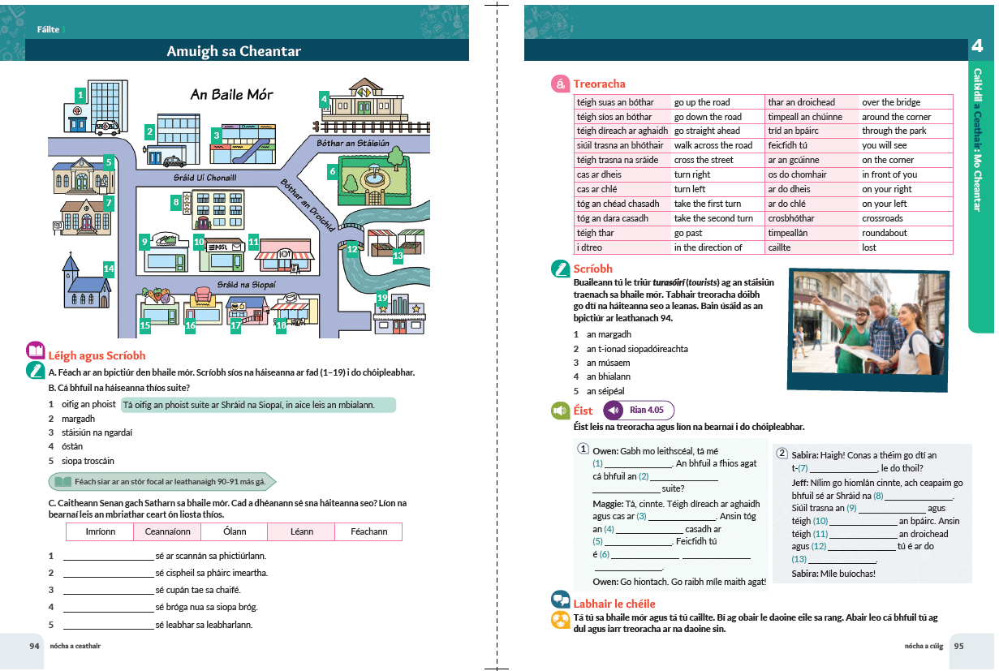 Fáilte 1
Amuigh sa Cheantar
An Baile Mór
1
2
3
4
Bóthar an Stáisiún
5
6
Sráid Uí Chonaill
Bóthar an Droichid
7
8
9
10
POST
11
12
13
14
Sráid na Siopaí
15
16
17
18
19
Léigh agus Scríobh
A. Féach ar an bpictiúr den bhaile mór. Scríobh síos na háiseanna ar fad (1–19) i do chóipleabhar.
B. Cá bhfuil na háiseanna thíos suite?
1 oifig an phoist Tá oifig an phoist suite ar Shráid na Siopaí, in aice leis an mbialann.
2 margadh
3 stáisiún na ngardaí
4 óstán
5 siopa troscáin
Féach siar ar an stór focal ar leathanaigh 90-91 más gá.
C. Caitheann Senan gach Satharn sa bhaile mór. Cad a dhéanann sé sna háiteanna seo? Líon na
bearnaí leis an mbriathar ceart ón liosta thíos.
Imríonn Ceannaíonn Ólann Léann Féachann
1 ____________ sé ar scannán sa phictiúrlann.
2 ____________ sé cispheil sa pháirc imeartha.
3 ____________ sé cupán tae sa chaifé.
4 ____________ sé bróga nua sa siopa bróg.
5 ____________ sé leabhar sa leabharlann.
94 nócha a ceathair
4
Caibidil a Ceathair: Mo Cheantar
á Treoracha
téigh suas an bóthar go up the road thar an droichead over the bridge
téigh síos an bóthar go down the road timpeall an chúinne around the corner
téigh díreach ar aghaidh go straight ahead tríd an bpáirc through the park
siúil trasna an bhóthair walk across the road feicfidh tú you will see
téigh trasna na sráide cross the street ar an gcúinne on the corner
cas ar dheis turn right os do chomhair in front of you
cas ar chlé turn left ar do dheis on your right
tóg an chéad chasadh take the first turn ar do chlé on your left
tóg an dara casadh take the second turn crosbhóthar crossroads
téigh thar go past timpeallán roundabout
i dtreo in the direction of caillte lost
Scríobh
Buaileann tú le triúr turasóirí (tourists) ag an stáisiún
traenach sa bhaile mór. Tabhair treoracha dóibh
go dtí na háiteanna seo a leanas. Bain úsáid as an
bpictiúr ar leathanach 94.
1 an margadh
2 an t-ionad siopadóireachta
3 an músaem
4 an bhialann
5 an séipéal
Éist Rian 4.05
Éist leis na treoracha agus líon na bearnaí i do chóipleabhar.
1 Owen: Gabh mo leithscéal, tá mé
(1) ____________. An bhfuil a fhios agat
cá bhfuil an (2) ____________
____________ suite?
Maggie: Tá, cinnte. Téigh díreach ar aghaidh
agus cas ar (3) ____________. Ansin tóg
an (4) ____________ casadh ar
(5) ____________. Feicfidh tú
é (6) ____________ ____________
____________.
Owen: Go hiontach. Go raibh míle maith agat!
2 Sabira: Haigh! Conas a théim go dtí an
t-(7) ____________, le do thoil?
Jeff: Nílim go hiomlán cinnte, ach ceapaim go
bhfuil sé ar Shráid na (8) ____________.
Siúil trasna an (9) ____________ agus
téigh (10) ____________ an bpáirc. Ansin
téigh (11) ____________ an droichead
agus (12) ____________ tú é ar do
(13) ____________.
Sabira: Míle buíochas!
Labhair le chéile
Tá tú sa bhaile mór agus tá tú caillte. Bí ag obair le daoine eile sa rang. Abair leo cá bhfuil tú ag
dul agus iarr treoracha ar na daoine sin.
nócha a cúig 95